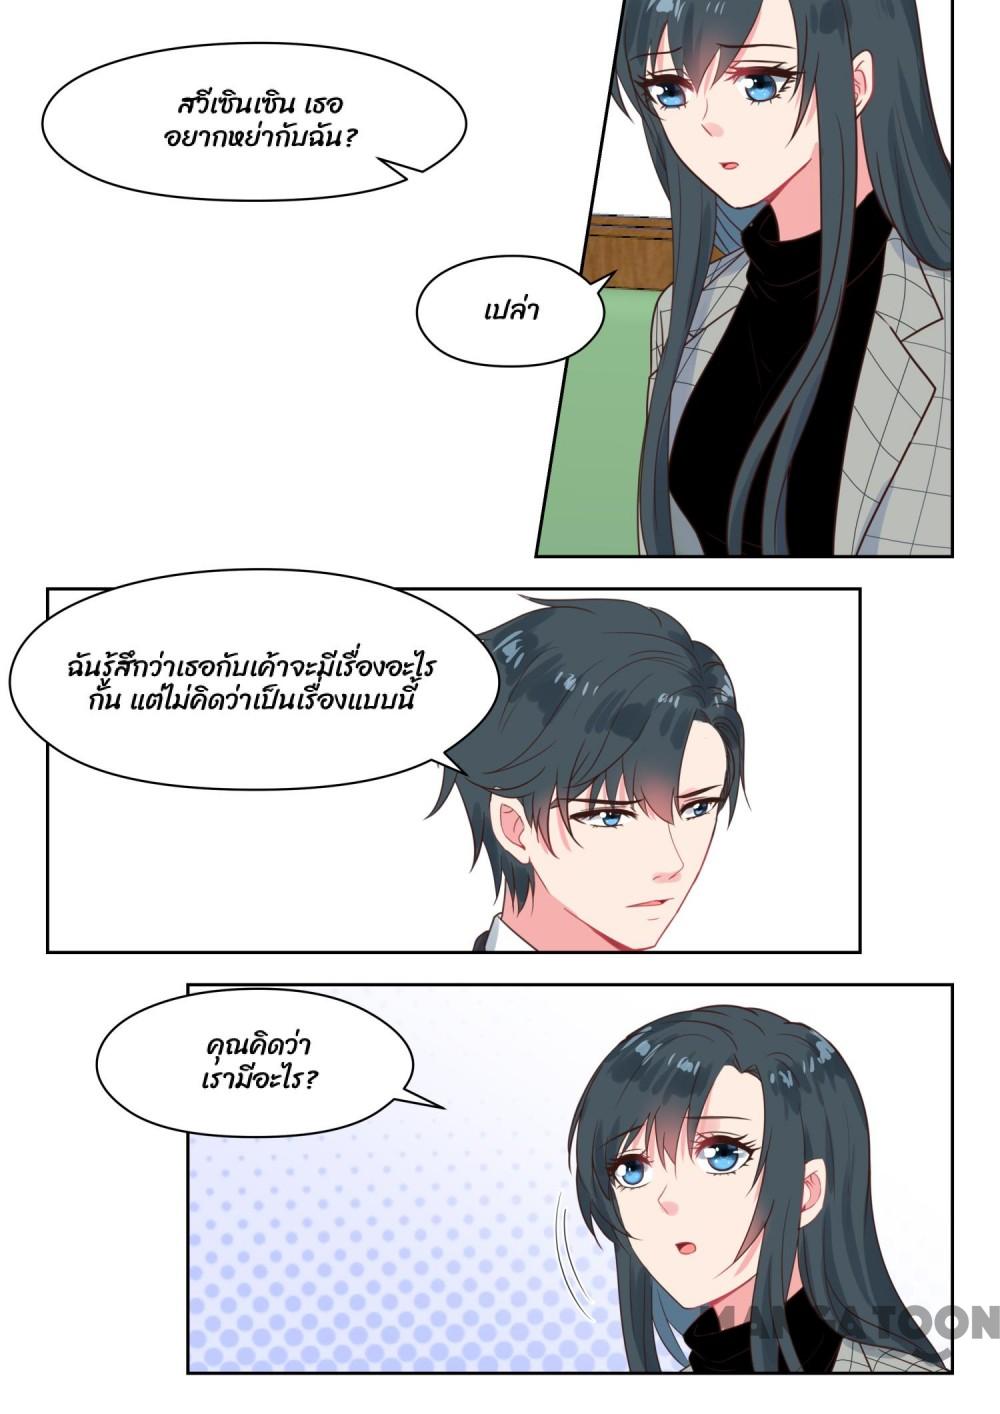 สวีเซินเซิน เธอ
อยากหย่ากับฉัน?
เปล่า
ฉันรู้สึกว่าเธอกับเค้าจะมีเรื่องอะไร
กัน แต่ไม่คิดว่าเป็นเรื่องแบบนี้
คุณคิดว่า
เรามีอะไร?
MANGATOON